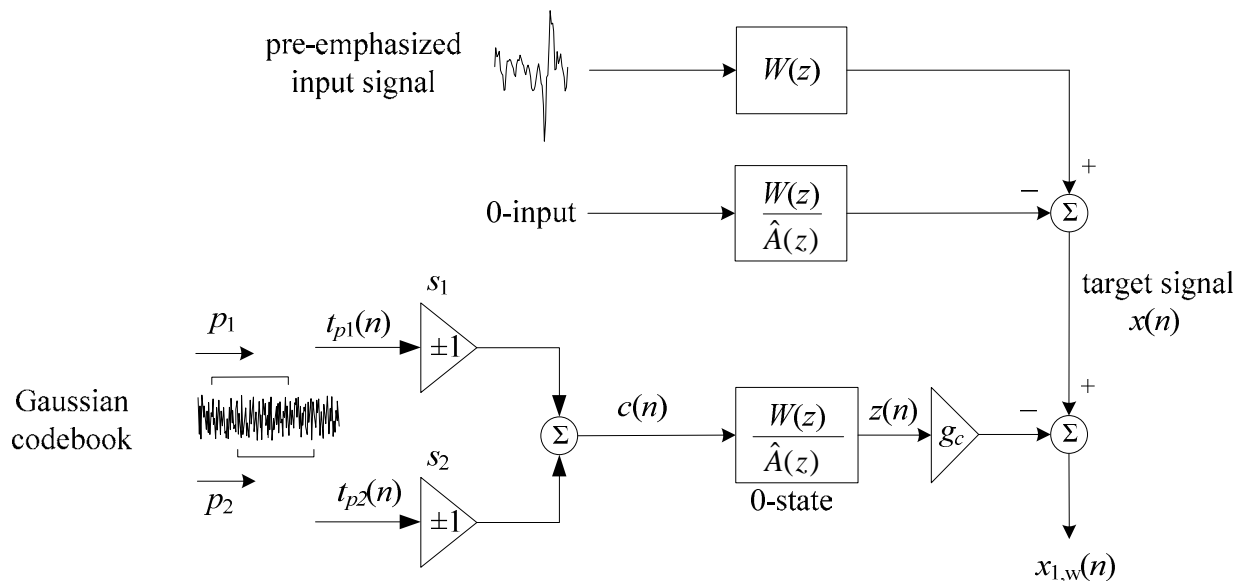 pre-emphasized
input signal
W(z)
+
0-input
W(z)
Â(z)
−
Σ
target signal
x(n)
s₁
p₁
tₚ₁(n)
±1
Gaussian
codebook
Σ
c(n)
W(z)
Â(z)
0-state
z(n)
g_c
−
+
Σ
s₂
p₂
tₚ₂(n)
±1
x₁,w(n)